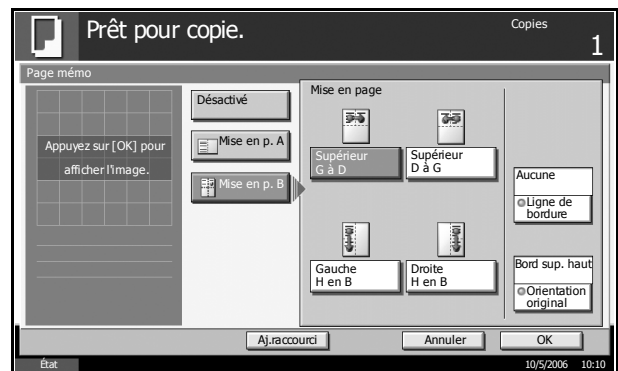 Prêt pour copie.
Copies
1
Page mémo
Appuyez sur [OK] pour
afficher l'image.
Désactivé
Mise en p. A
Mise en p. B
Mise en page
Supérieur
G à D
Supérieur
D à G
Gauche
H en B
Droite
H en B
Aucune
Ligne de
bordure
Bord sup. haut
Orientation
original
Aj.raccourci
Annuler
OK
État
10/5/2006 10:10